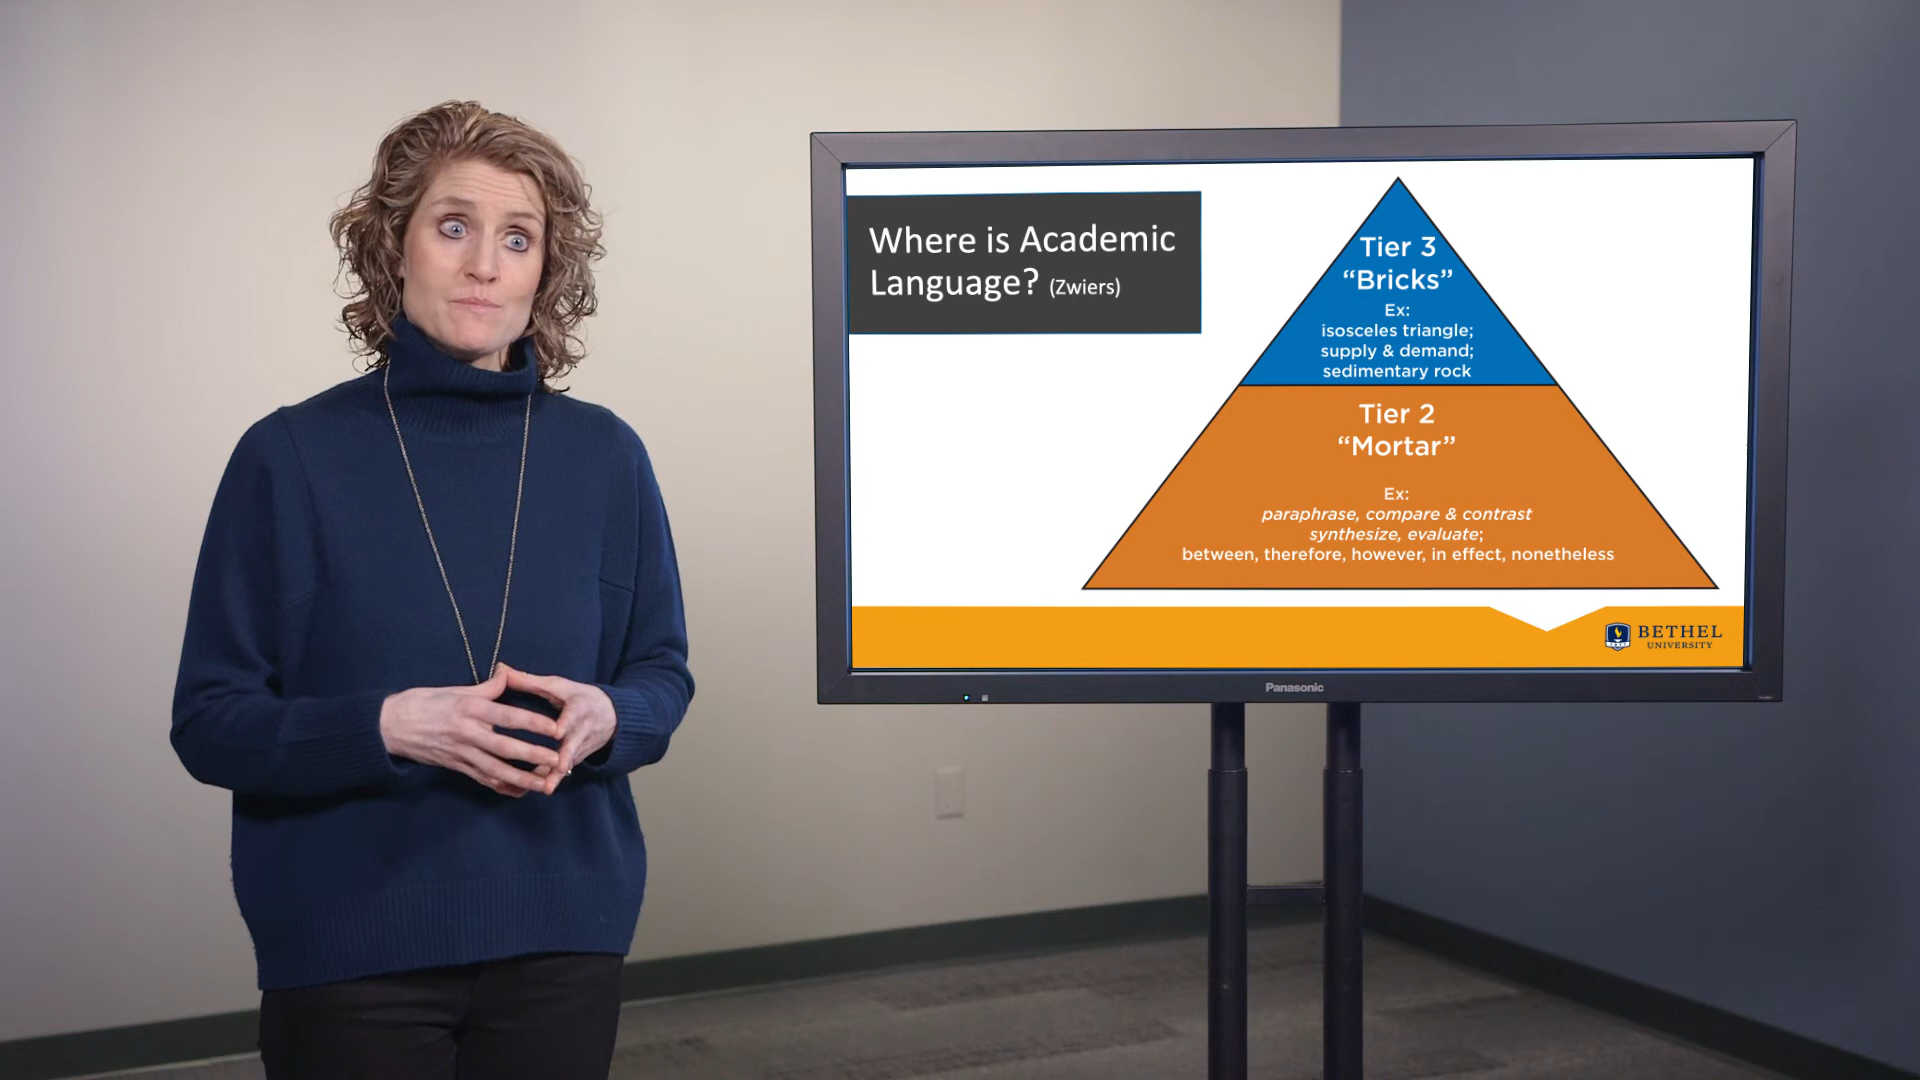 Where is Academic
Language? (Zwiers)
Tier 3
“Bricks”
Ex:
isosceles triangle;
supply & demand;
sedimentary rock
Tier 2
“Mortar”
Ex:
paraphrase, compare & contrast
synthesize, evaluate;
between, therefore, however, in effect, nonetheless
BETHEL
UNIVERSITY
Panasonic